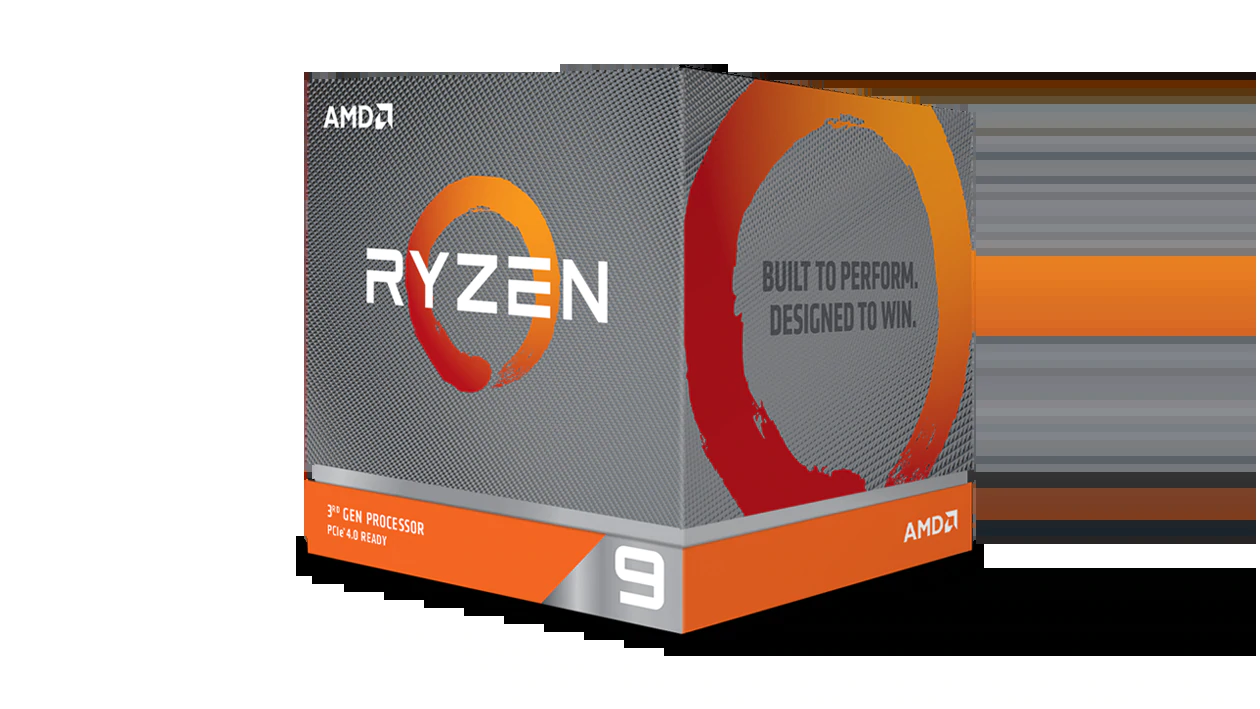 AMD
RYZEN
3RD GEN PROCESSOR
PCIe® 4.0 READY
9
BUILT TO PERFORM.
DESIGNED TO WIN.
AMD